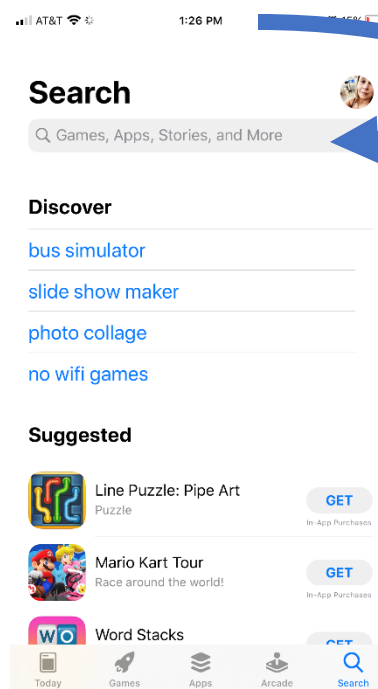 AT&T 1:26 PM 15%
Search
Games, Apps, Stories, and More
Discover
bus simulator
slide show maker
photo collage
no wifi games
Suggested
Line Puzzle: Pipe Art
Puzzle
GET
In-App Purchases
Mario Kart Tour
Race around the world!
GET
In-App Purchases
WO
Word Stacks
GET
Today Games Apps Arcade Search